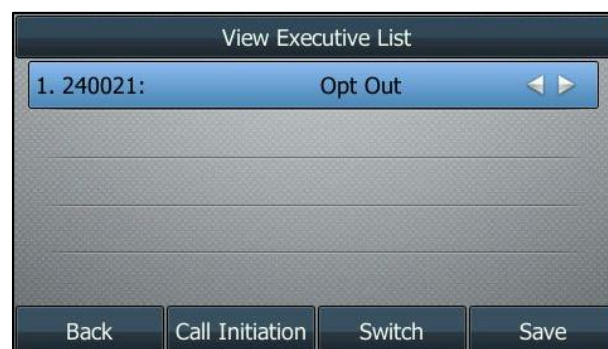 View Executive List
1. 240021: Opt Out
Back Call Initiation Switch Save